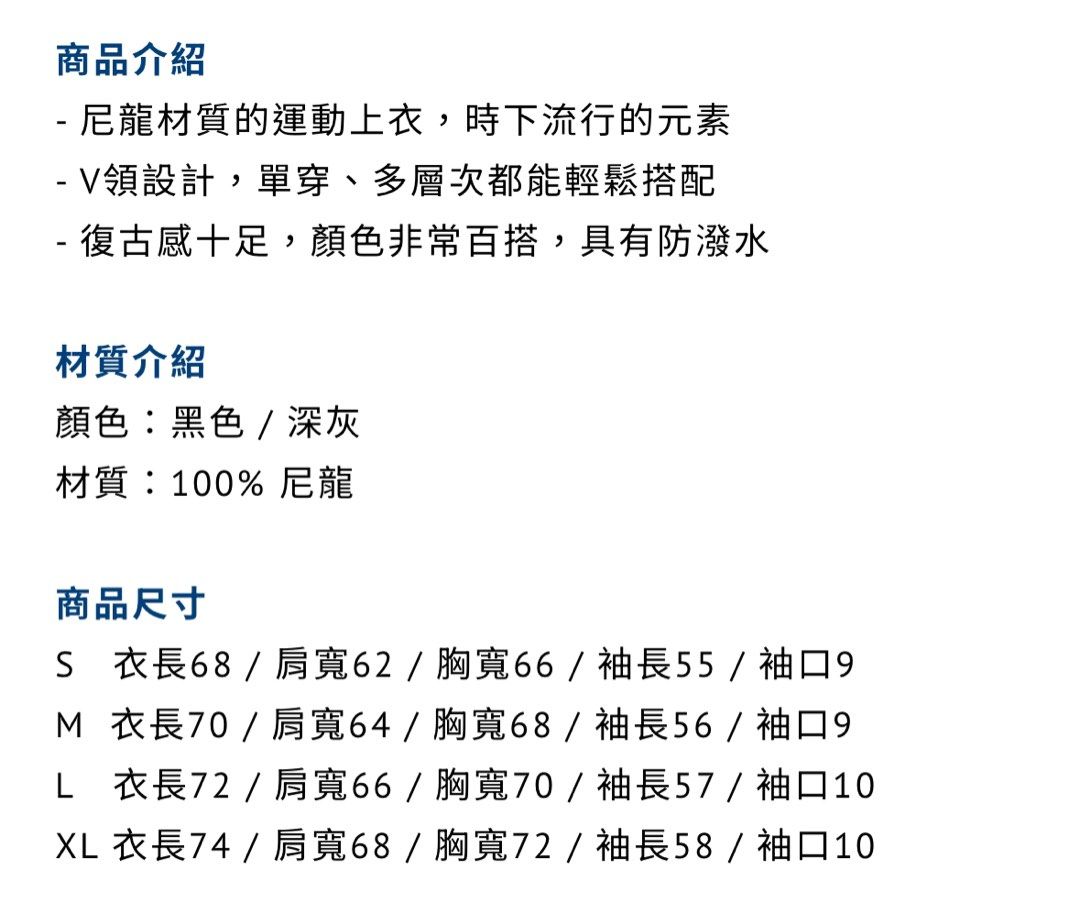 商品介紹
- 尼龍材質的運動上衣，時下流行的元素
- V領設計，單穿、多層次都能輕鬆搭配
- 復古感十足，顏色非常百搭，具有防潑水
材質介紹
顏色：黑色 / 深灰
材質：100% 尼龍
商品尺寸
S 衣長68 / 肩寬62 / 胸寬66 / 袖長55 / 袖口9
M 衣長70 / 肩寬64 / 胸寬68 / 袖長56 / 袖口9
L 衣長72 / 肩寬66 / 胸寬70 / 袖長57 / 袖口10
XL 衣長74 / 肩寬68 / 胸寬72 / 袖長58 / 袖口10